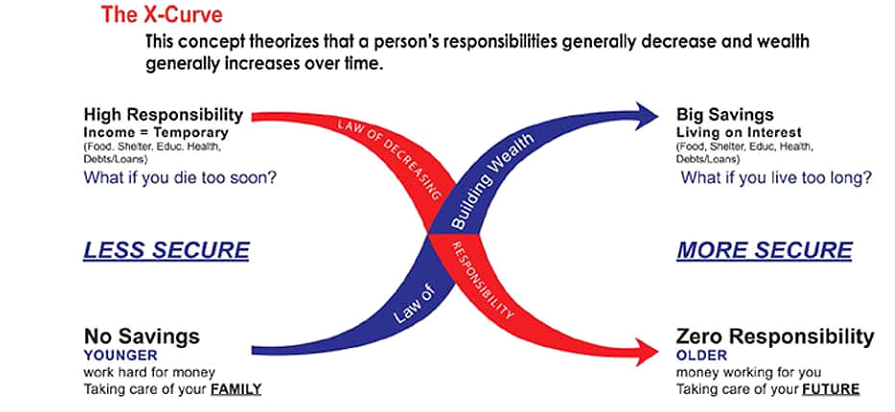 The X-Curve
This concept theorizes that a person's responsibilities generally decrease and wealth
generally increases over time.
High Responsibility
Income = Temporary
(Food. Shelter. Educ. Health,
Debts/Loans)
What if you die too soon?
LESS SECURE
No Savings
YOUNGER
work hard for money
Taking care of your FAMILY
LAW OF DECREASING
RESPONSIBILITY
Law of
Building Wealth
Big Savings
Living on Interest
(Food, Shelter, Educ, Health,
Debts/Loans)
What if you live too long?
MORE SECURE
Zero Responsibility
OLDER
money working for you
Taking care of your FUTURE